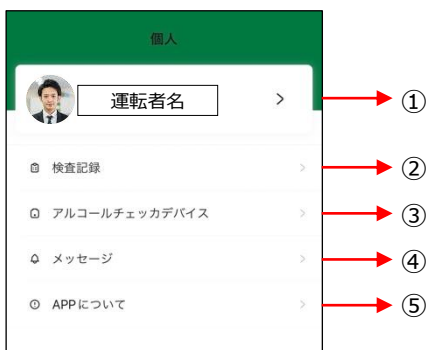 個人
運転者名 > ①
検査記録 > ②
アルコールチェッカデバイス > ③
メッセージ > ④
APPについて > ⑤